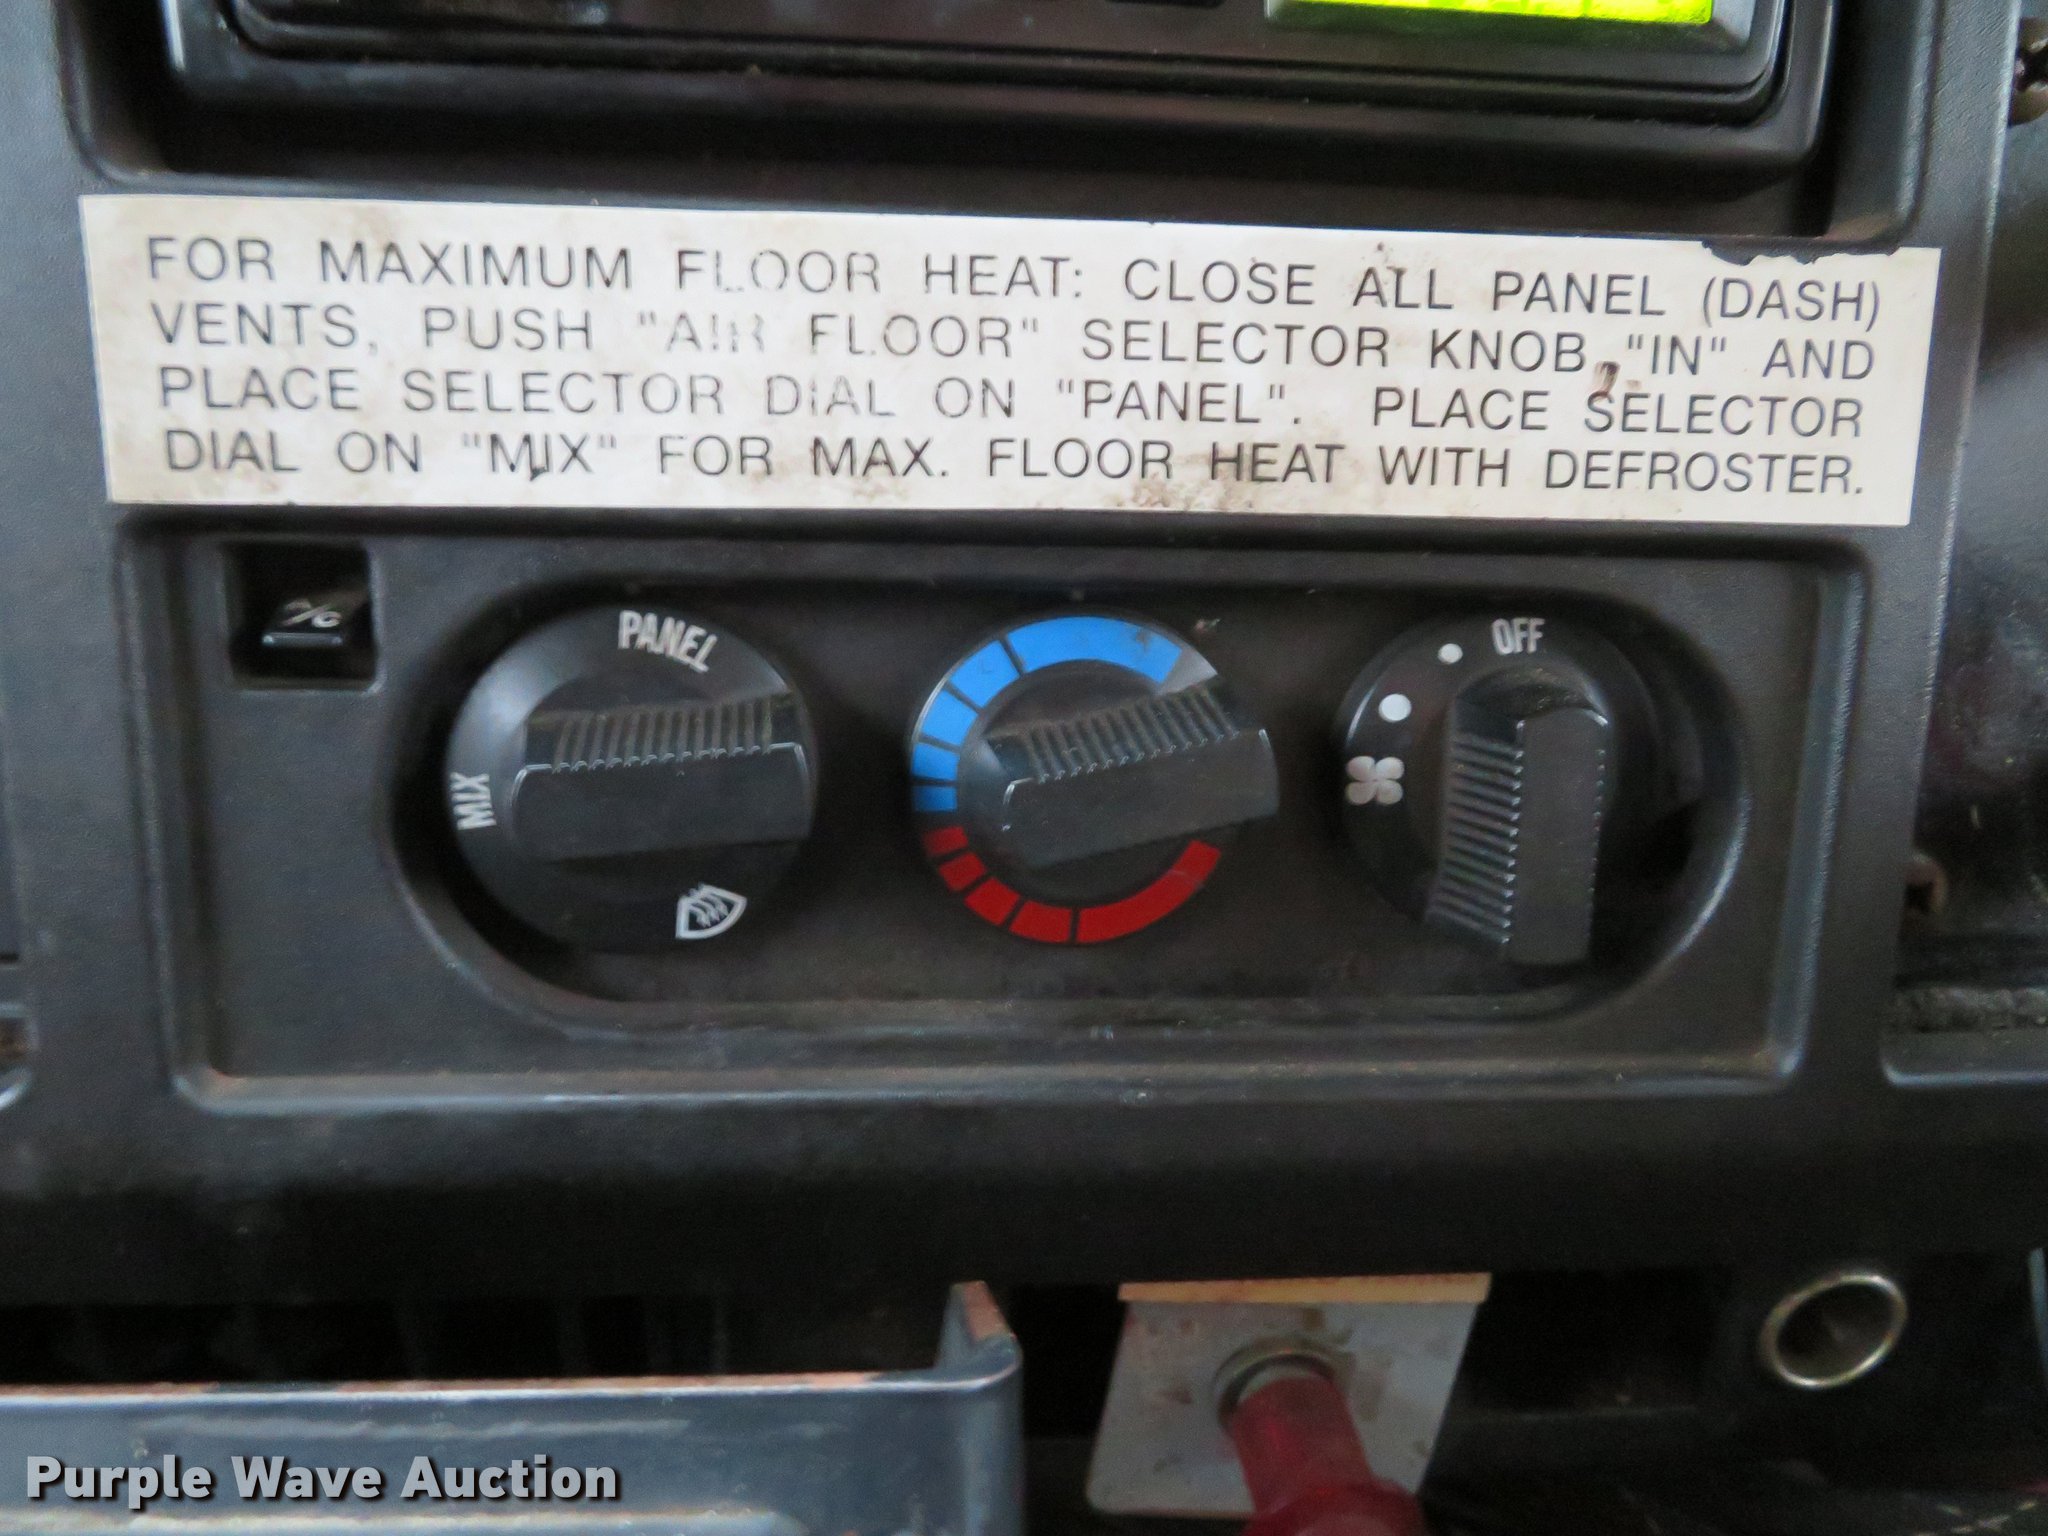 FOR MAXIMUM FLOOR HEAT: CLOSE ALL PANEL (DASH)
VENTS, PUSH "AIR FLOOR" SELECTOR KNOB "IN" AND
PLACE SELECTOR DIAL ON "PANEL". PLACE SELECTOR
DIAL ON "MIX" FOR MAX. FLOOR HEAT WITH DEFROSTER.
A/C
PANEL
MIX
OFF
Purple Wave Auction